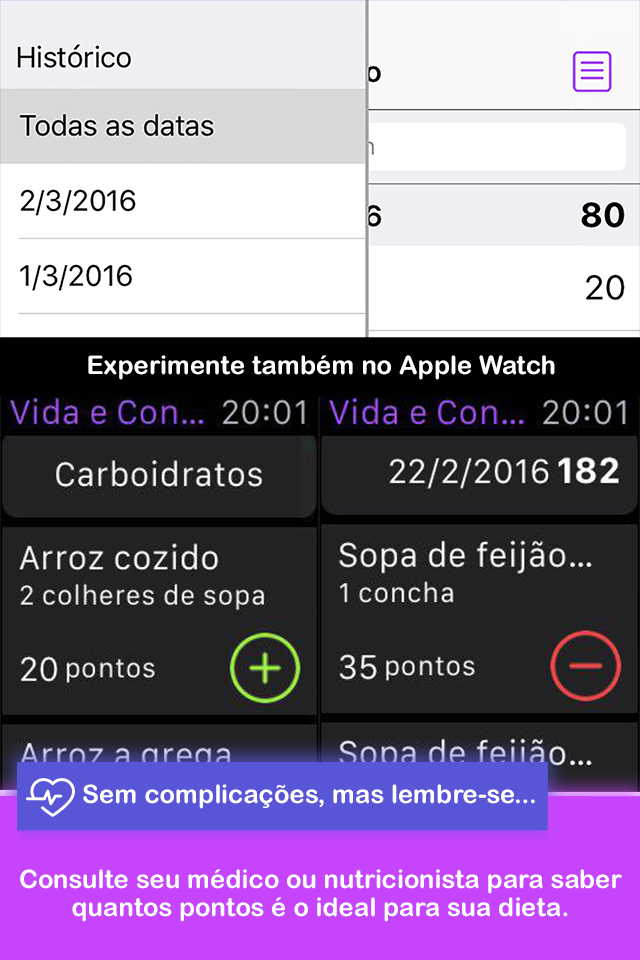 Histórico
Todas as datas
2/3/2016
1/3/2016
80
20
Experimente também no Apple Watch
Vida e Con... 20:01
Carboidratos
Arroz cozido
2 colheres de sopa
20 pontos
Arroz a grega
Vida e Con... 20:01
22/2/2016 182
Sopa de feijão...
1 concha
35 pontos
Sopa de feijão...
Sem complicações, mas lembre-se...
Consulte seu médico ou nutricionista para saber
quantos pontos é o ideal para sua dieta.